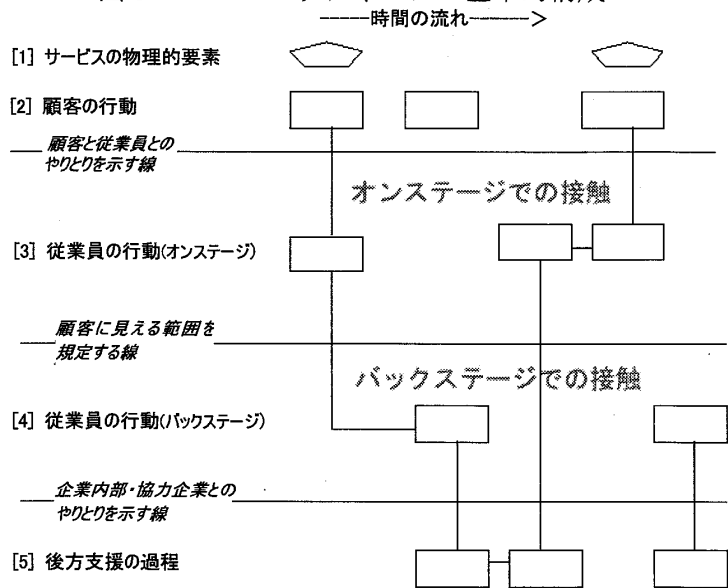 -----時間の流れ------>
[1] サービスの物理的要素
[2] 顧客の行動
顧客と従業員との
やりとりを示す線
オンステージでの接触
[3] 従業員の行動(オンステージ)
顧客に見える範囲を
規定する線
バックステージでの接触
[4] 従業員の行動(バックステージ)
企業内部・協力企業との
やりとりを示す線
[5] 後方支援の過程